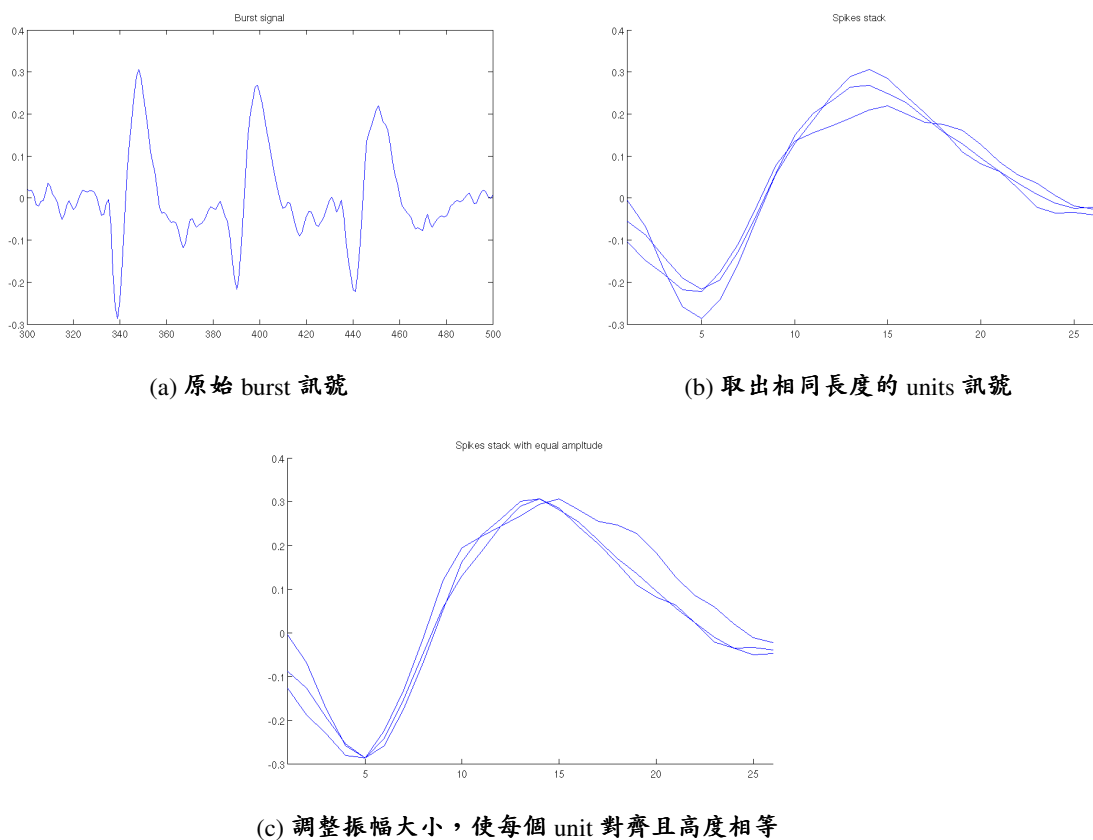 Burst signal
0.4
0.3
0.2
0.1
0
-0.1
-0.2
-0.3
300 320 340 360 380 400 420 440 460 480 500
(a) 原始 burst 訊號
Spikes stack
0.4
0.3
0.2
0.1
0
-0.1
-0.2
-0.3
5 10 15 20 25
(b) 取出相同長度的 units 訊號
Spikes stack with equal ampltude
0.4
0.3
0.2
0.1
0
-0.1
-0.2
-0.3
5 10 15 20 25
(c) 調整振幅大小，使每個 unit 對齊且高度相等